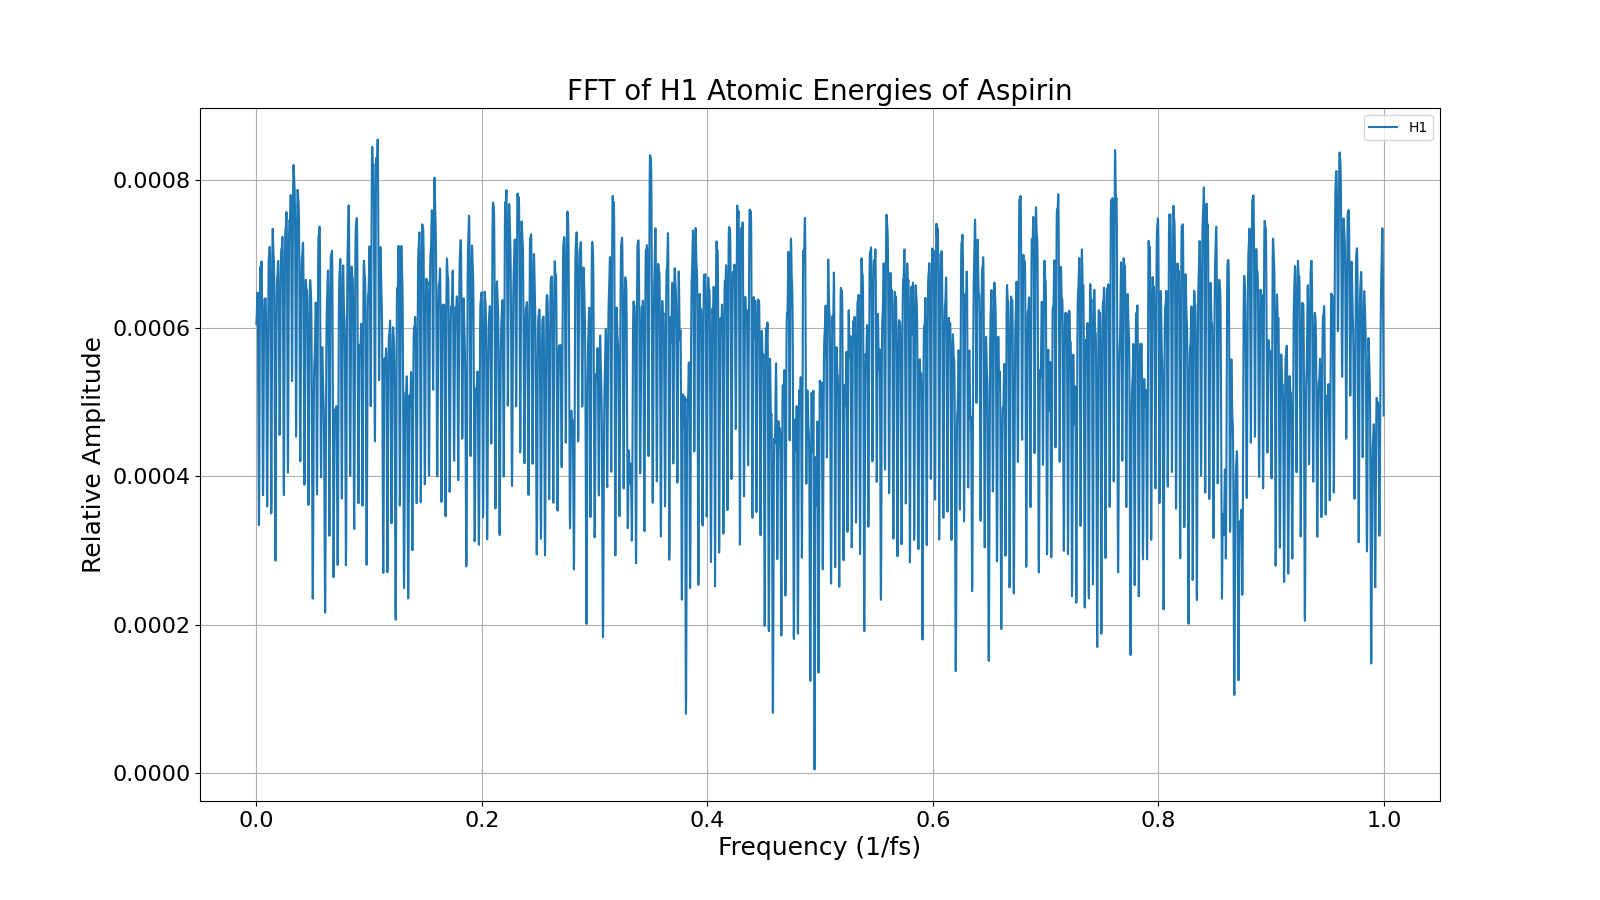 FFT of H1 Atomic Energies of Aspirin
H1
0.0008
0.0006
0.0004
0.0002
0.0000
Relative Amplitude
0.0 0.2 0.4 0.6 0.8 1.0
Frequency (1/fs)